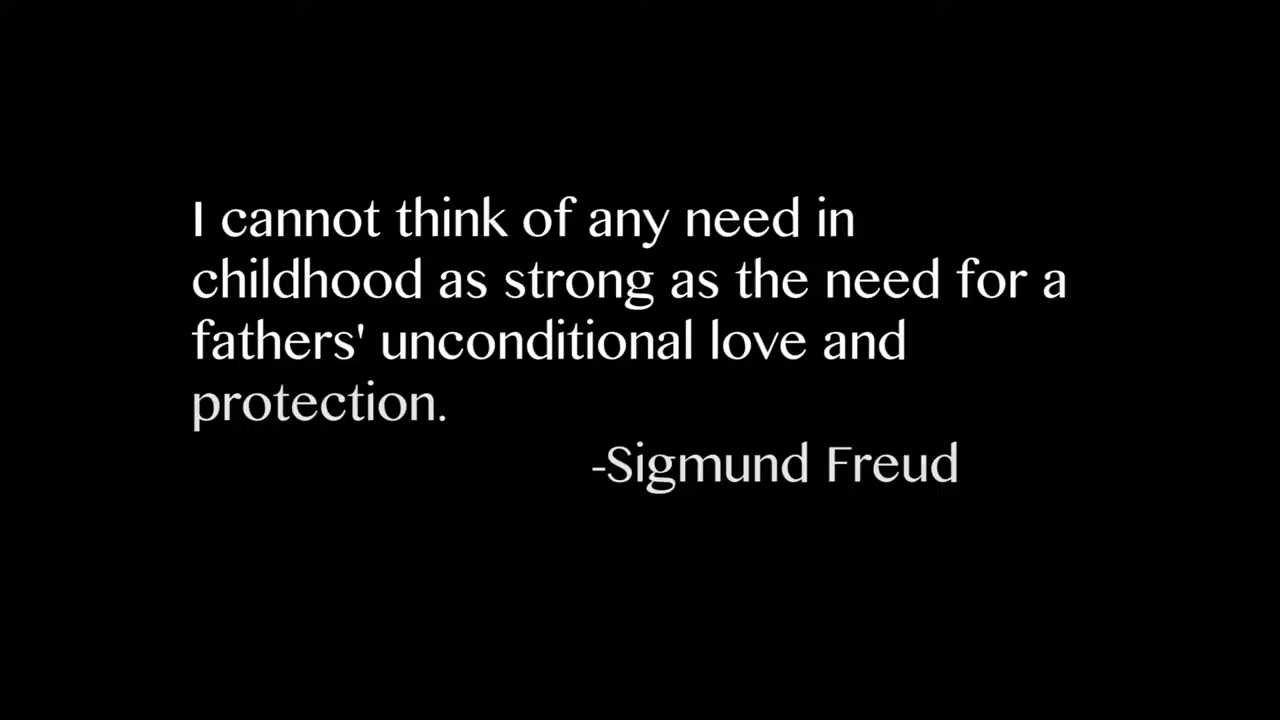 I cannot think of any need in
childhood as strong as the need for a
fathers' unconditional love and
protection.
-Sigmund Freud